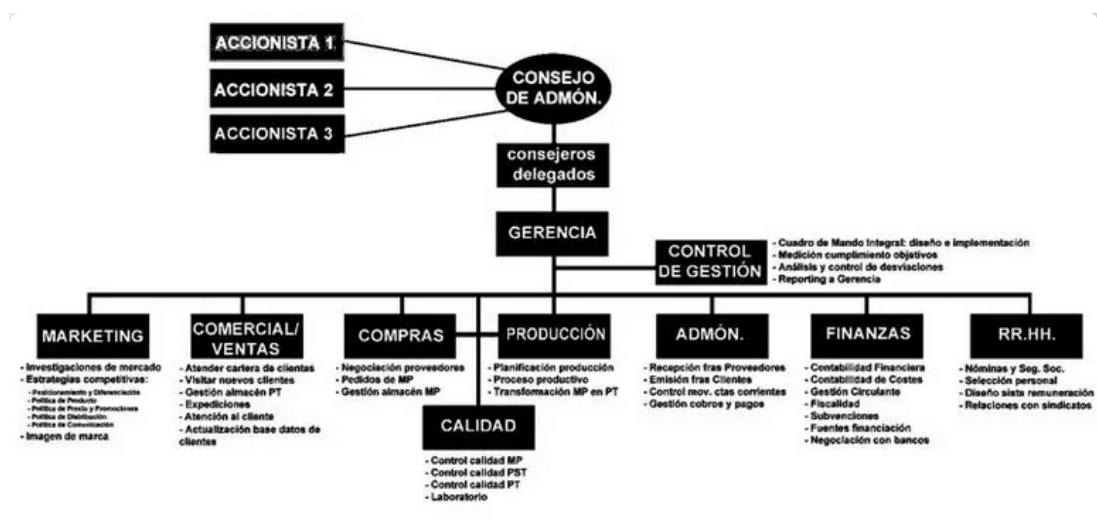 ACCIONISTA 1
ACCIONISTA 2
ACCIONISTA 3
CONSEJO
DE ADMÓN.
consejeros
delegados
GERENCIA
CONTROL
DE GESTIÓN
- Cuadro de Mando Integral: diseño e implementación
- Medición cumplimiento objetivos
- Análisis y control de desviaciones
- Reporting a Gerencia
MARKETING
- Investigaciones de mercado
- Estrategias competitivas:
- Posicionamiento y Diferenciación
- Política de Producto
- Política de Precio y Promociones
- Política de Distribución
- Política de Comunicación
- Imagen de marca
COMERCIAL/
VENTAS
- Atender cartera de clientes
- Visitar nuevos clientes
- Gestión almacén PT
- Expediciones
- Atención al cliente
- Actualización base datos de
clientes
COMPRAS
- Negociación proveedores
- Pedidos de MP
- Gestión almacén MP
CALIDAD
- Control calidad MP
- Control calidad PST
- Control calidad PT
- Laboratorio
PRODUCCIÓN
- Planificación producción
- Proceso productivo
- Transformación MP en PT
ADMÓN.
- Recepción fras Proveedores
- Emisión fras Clientes
- Control mov. ctas corrientes
- Gestión cobros y pagos
FINANZAS
- Contabilidad Financiera
- Contabilidad de Costes
- Gestión Circulante
- Fiscalidad
- Subvenciones
- Fuentes financiación
- Negociación con bancos
RR.HH.
- Nóminas y Seg. Soc.
- Selección personal
- Diseño sists remuneración
- Relaciones con sindicatos